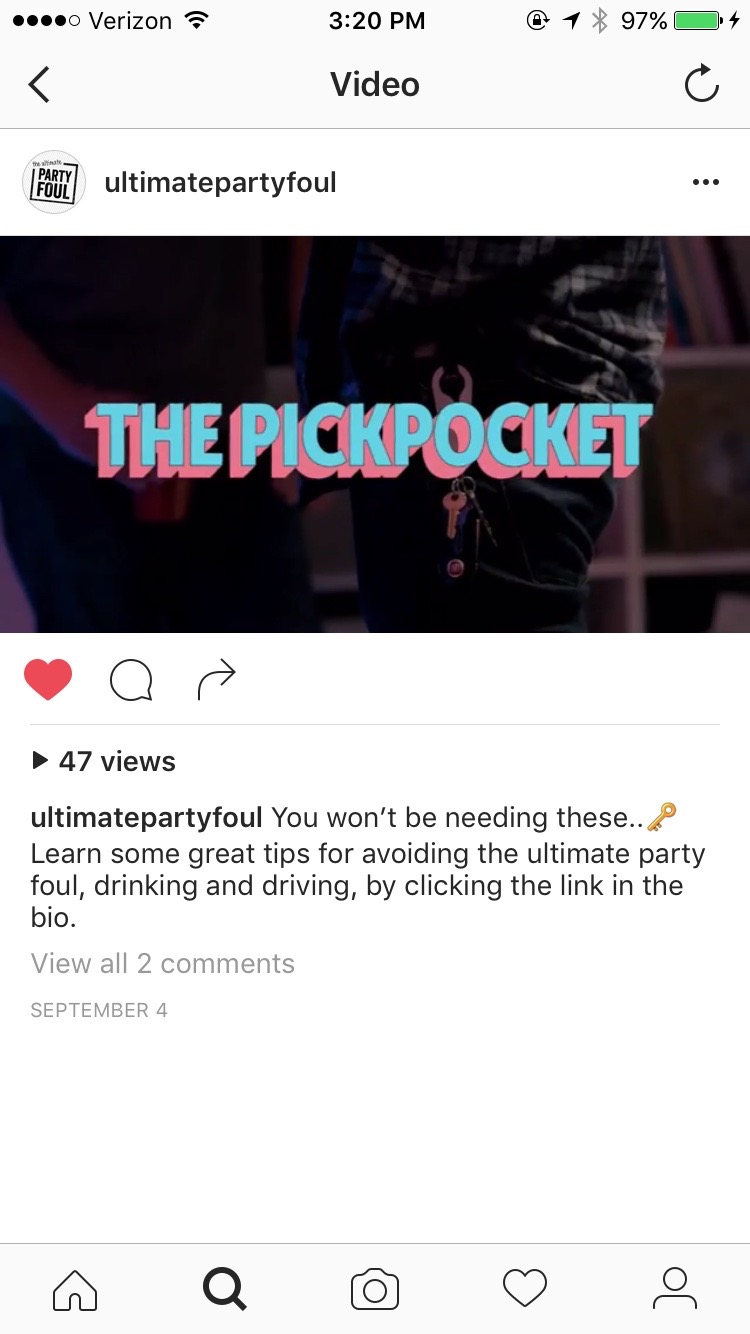 Verizon 3:20 PM 97%
Video
the ultimate
PARTY
FOUL
ultimatepartyfoul
THE PICKPOCKET
47 views
ultimatepartyfoul You won’t be needing these..🔑
Learn some great tips for avoiding the ultimate party
foul, drinking and driving, by clicking the link in the
bio.
View all 2 comments
SEPTEMBER 4